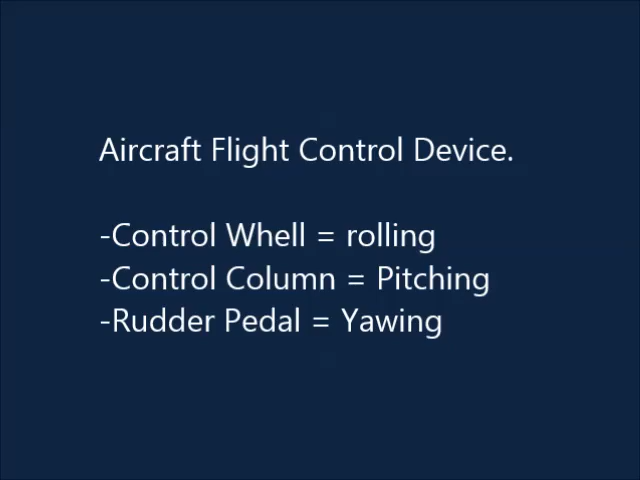 Aircraft Flight Control Device.
-Control Whell = rolling
-Control Column = Pitching
-Rudder Pedal = Yawing